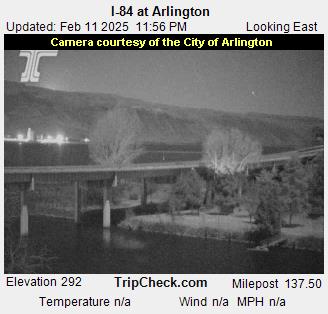 I-84 at Arlington
Updated: Feb 11 2025 11:56 PM Looking East
Camera courtesy of the City of Arlington
Elevation 292 TripCheck.com Milepost 137.50
Temperature n/a Wind n/a MPH n/a